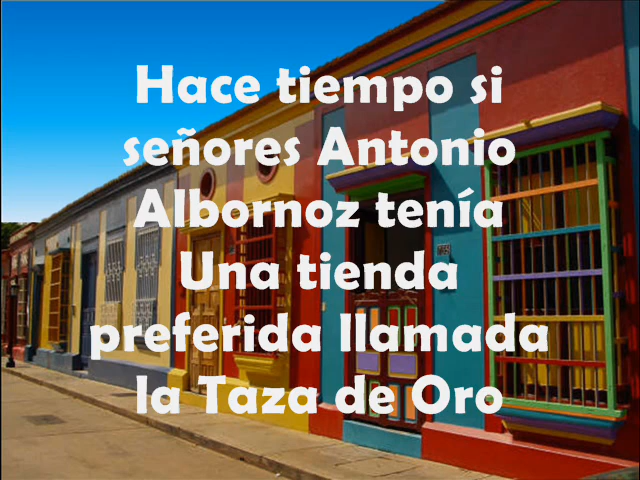 Hace tiempo si
señores Antonio
Albornoz tenía
Una tienda
preferida llamada
la Taza de Oro